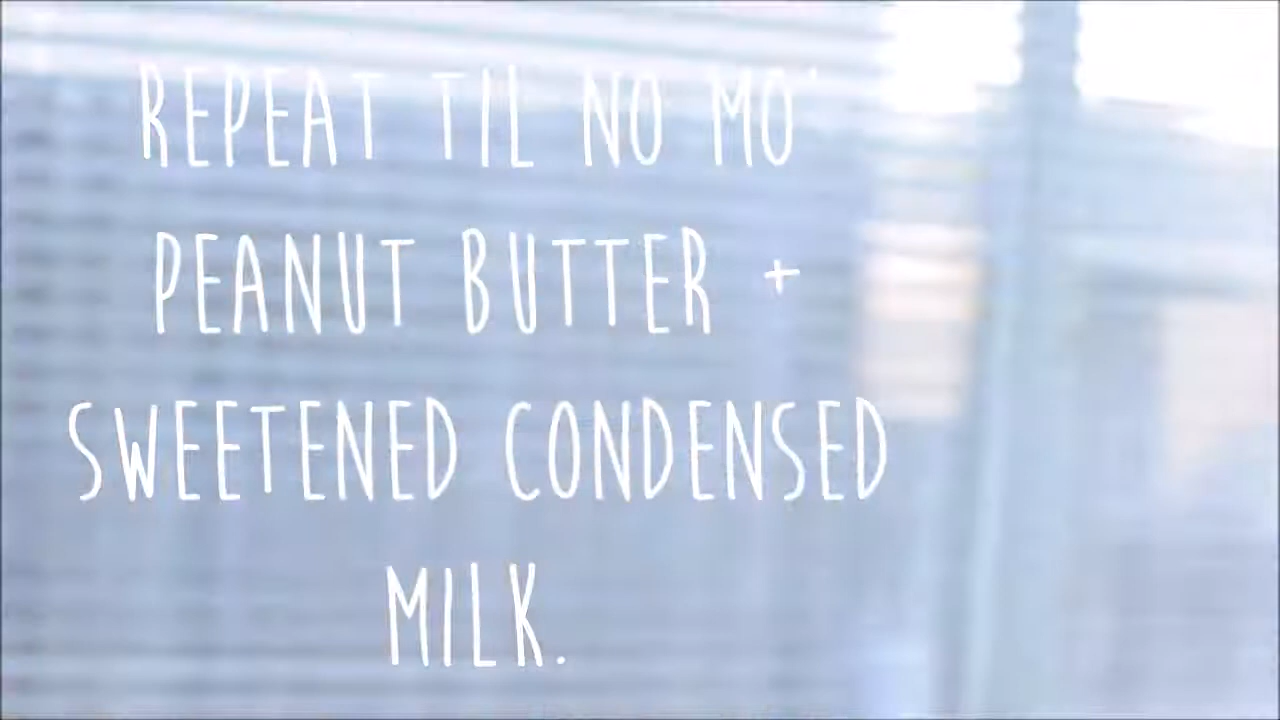 REPEAT TIL NO MO'
PEANUT BUTTER +
SWEETENED CONDENSED
MILK.